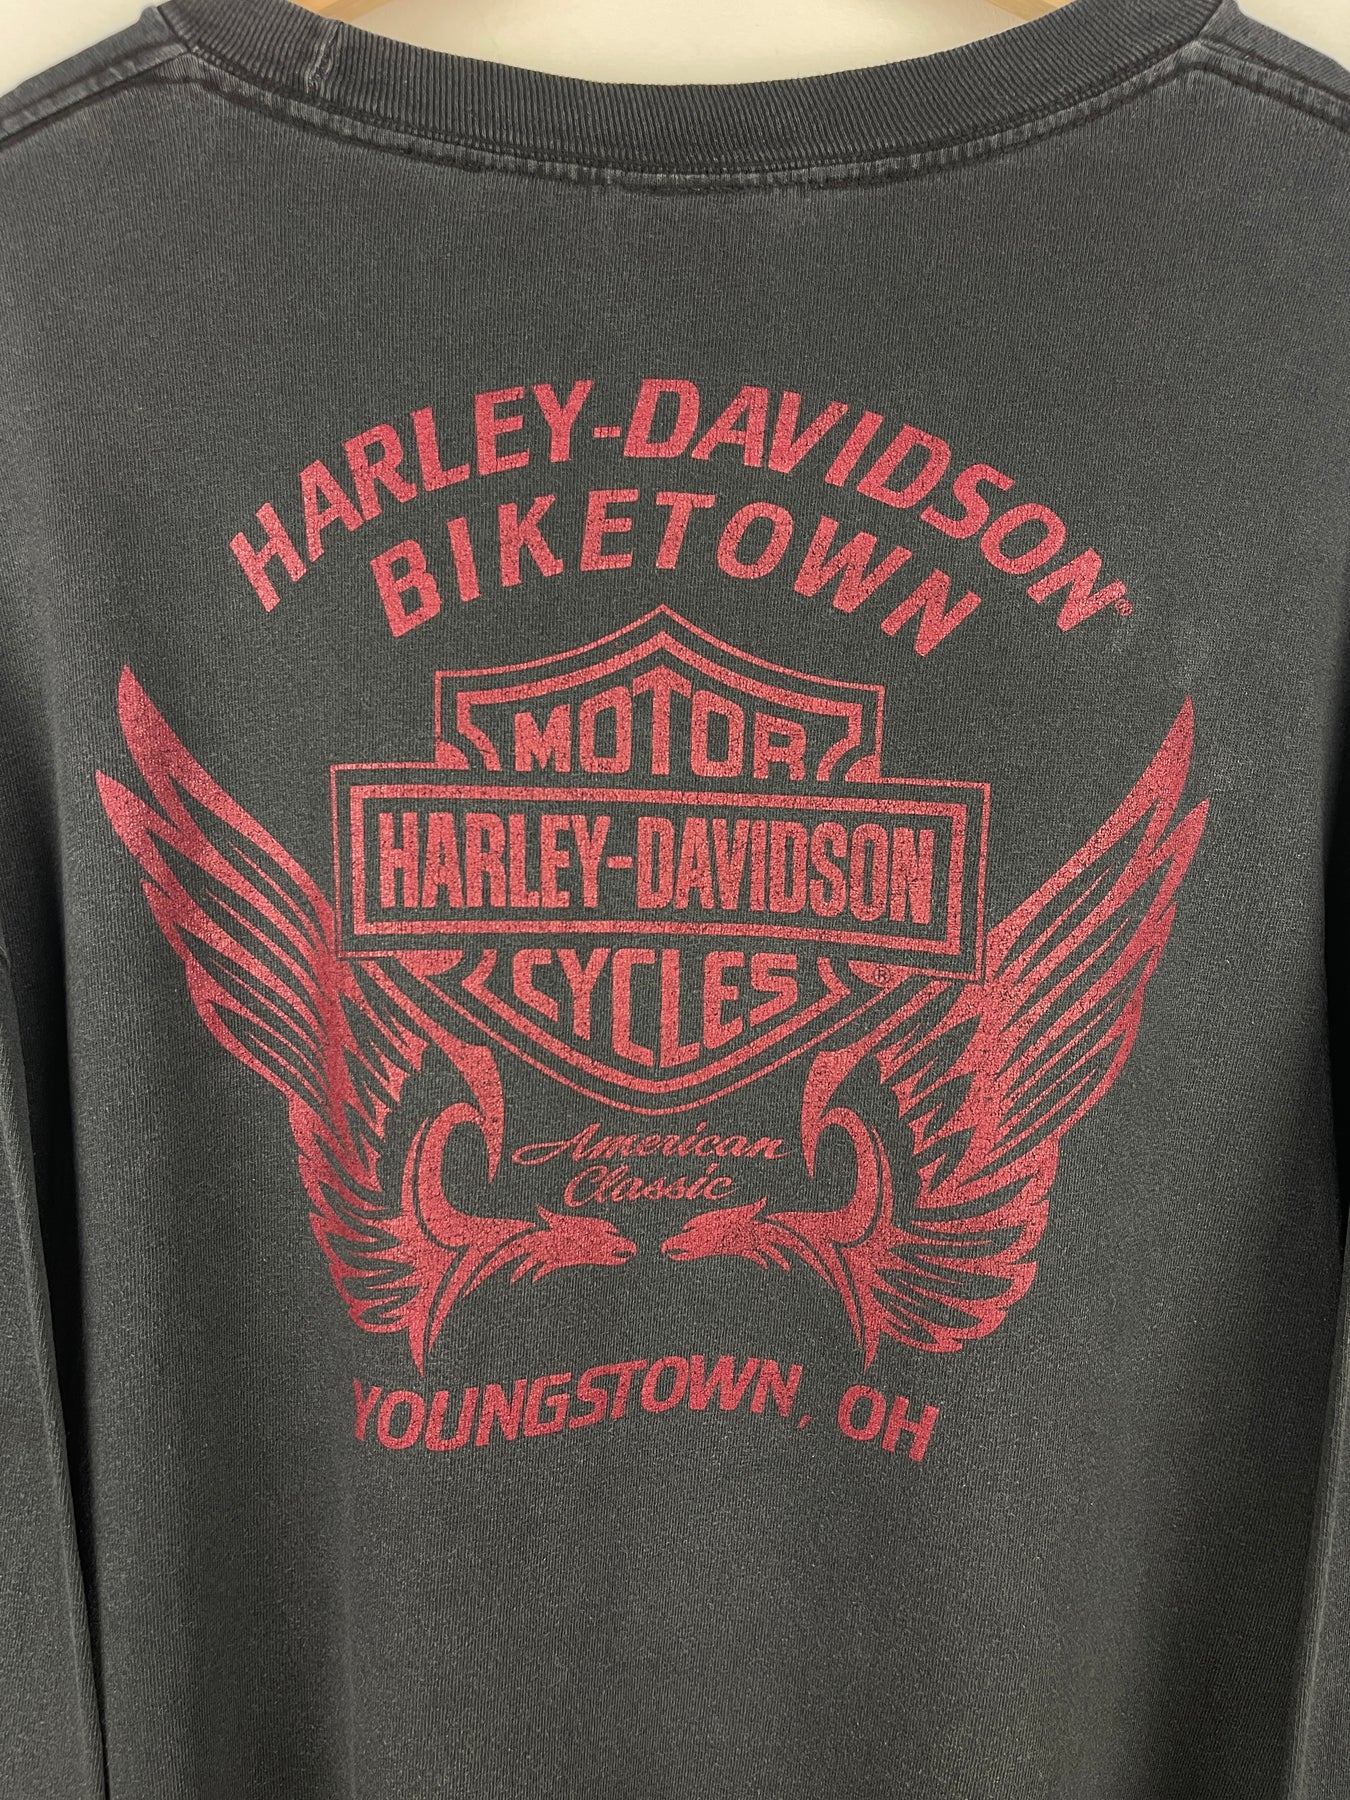 HARLEY-DAVIDSON®
BIKETOWN
MOTOR
HARLEY-DAVIDSON
CYCLES ®
American
Classic
YOUNGSTOWN, OH